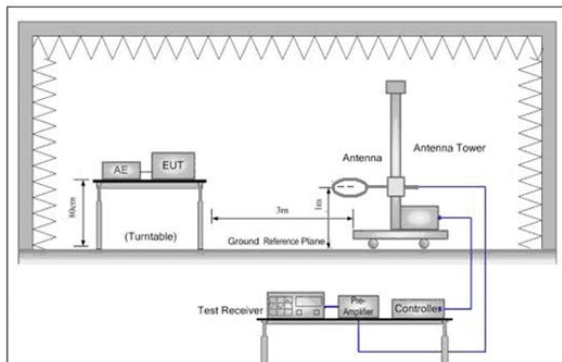 AE
EUT
Antenna
Antenna Tower
80cm
3m
1m
(Turntable)
Ground Reference Plane
Test Receiver
Pre-
Amplifier
Controller